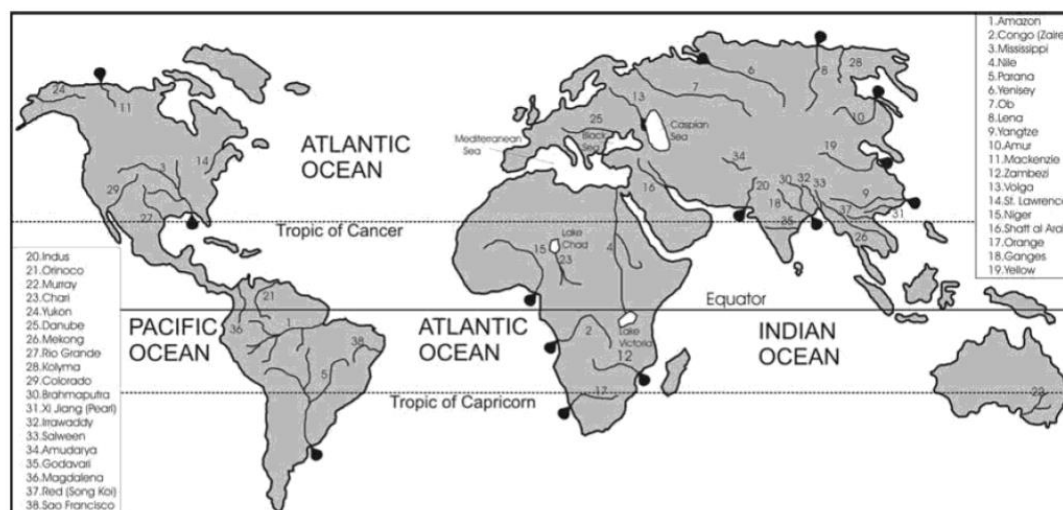 1.Amazon
2.Congo (Zaire
3.Mississippi
4.Nile
5.Parana
6.Yenisey
7.Ob
8.Lena
9.Yangtze
10.Amur
11.Mackenzie
12.Zambezi
13.Volga
14.St. Lawrence
15.Niger
16.Shatt al Arab
17.Orange
18.Ganges
19.Yellow
24
11
3
14
29
27
ATLANTIC
OCEAN
Tropic of Cancer
6
8
28
7
13
10
25
Black
Sea
Caspian
Sea
Mediterranean
Sea
34
19
16
20
30
32
33
18
9
37
31
35
26
15
Lake
Chad
23
4
20.Indus
21.Orinoco
22.Murray
23.Chari
24.Yukon
25.Danube
26.Mekong
27.Rio Grande
28.Kolyma
29.Colorado
30.Brahmaputra
31.Xi Jiang (Pearl)
32.Irrawaddy
33.Salween
34.Amudarya
35.Godavari
36.Magdalena
37.Red (Song Koi)
38.Sao Francisco
21
Equator
PACIFIC
OCEAN
36
1
38
5
ATLANTIC
OCEAN
2
Lake
Victoria
12
INDIAN
OCEAN
17
Tropic of Capricorn
22